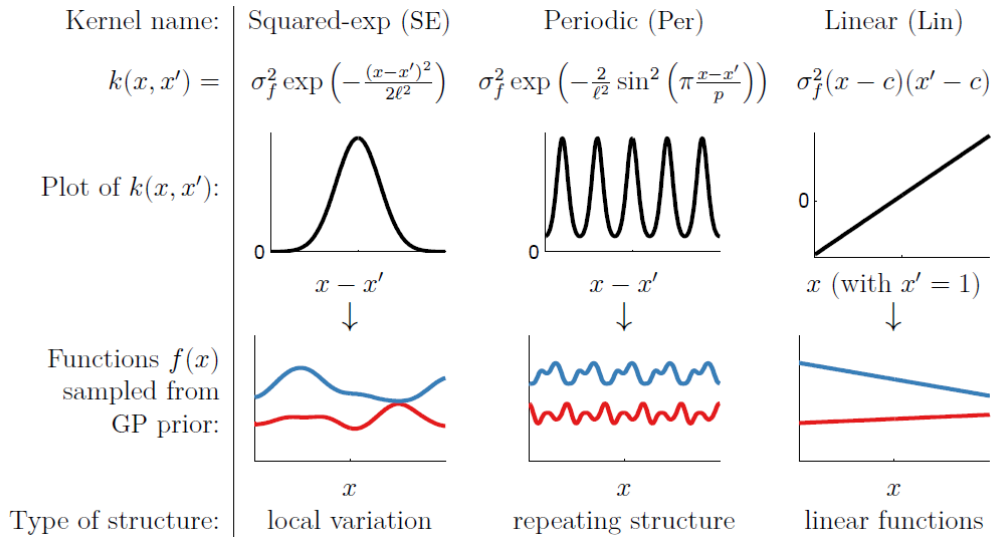 Kernel name: Squared-exp (SE) Periodic (Per) Linear (Lin)
k(x, x′) = σ_f^2 exp(−(x−x′)^2/2ℓ^2) σ_f^2 exp(−2/ℓ^2 sin^2(π x−x′/p)) σ_f^2(x − c)(x′ − c)
Plot of k(x, x′):
0
0
0
x − x′ x − x′ x (with x′ = 1)
↓ ↓ ↓
Functions f(x)
sampled from
GP prior:
x x x
Type of structure: local variation repeating structure linear functions